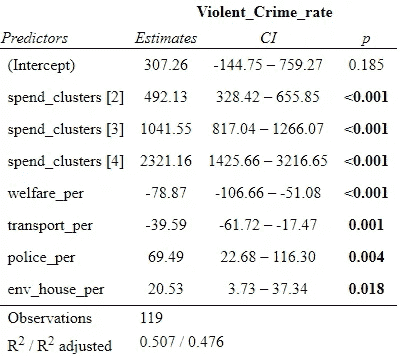 Violent_Crime_rate
Predictors Estimates CI p
(Intercept) 307.26 -144.75 – 759.27 0.185
spend_clusters [2] 492.13 328.42 – 655.85 <0.001
spend_clusters [3] 1041.55 817.04 – 1266.07 <0.001
spend_clusters [4] 2321.16 1425.66 – 3216.65 <0.001
welfare_per -78.87 -106.66 – -51.08 <0.001
transport_per -39.59 -61.72 – -17.47 0.001
police_per 69.49 22.68 – 116.30 0.004
env_house_per 20.53 3.73 – 37.34 0.018
Observations 119
R2 / R2 adjusted 0.507 / 0.476